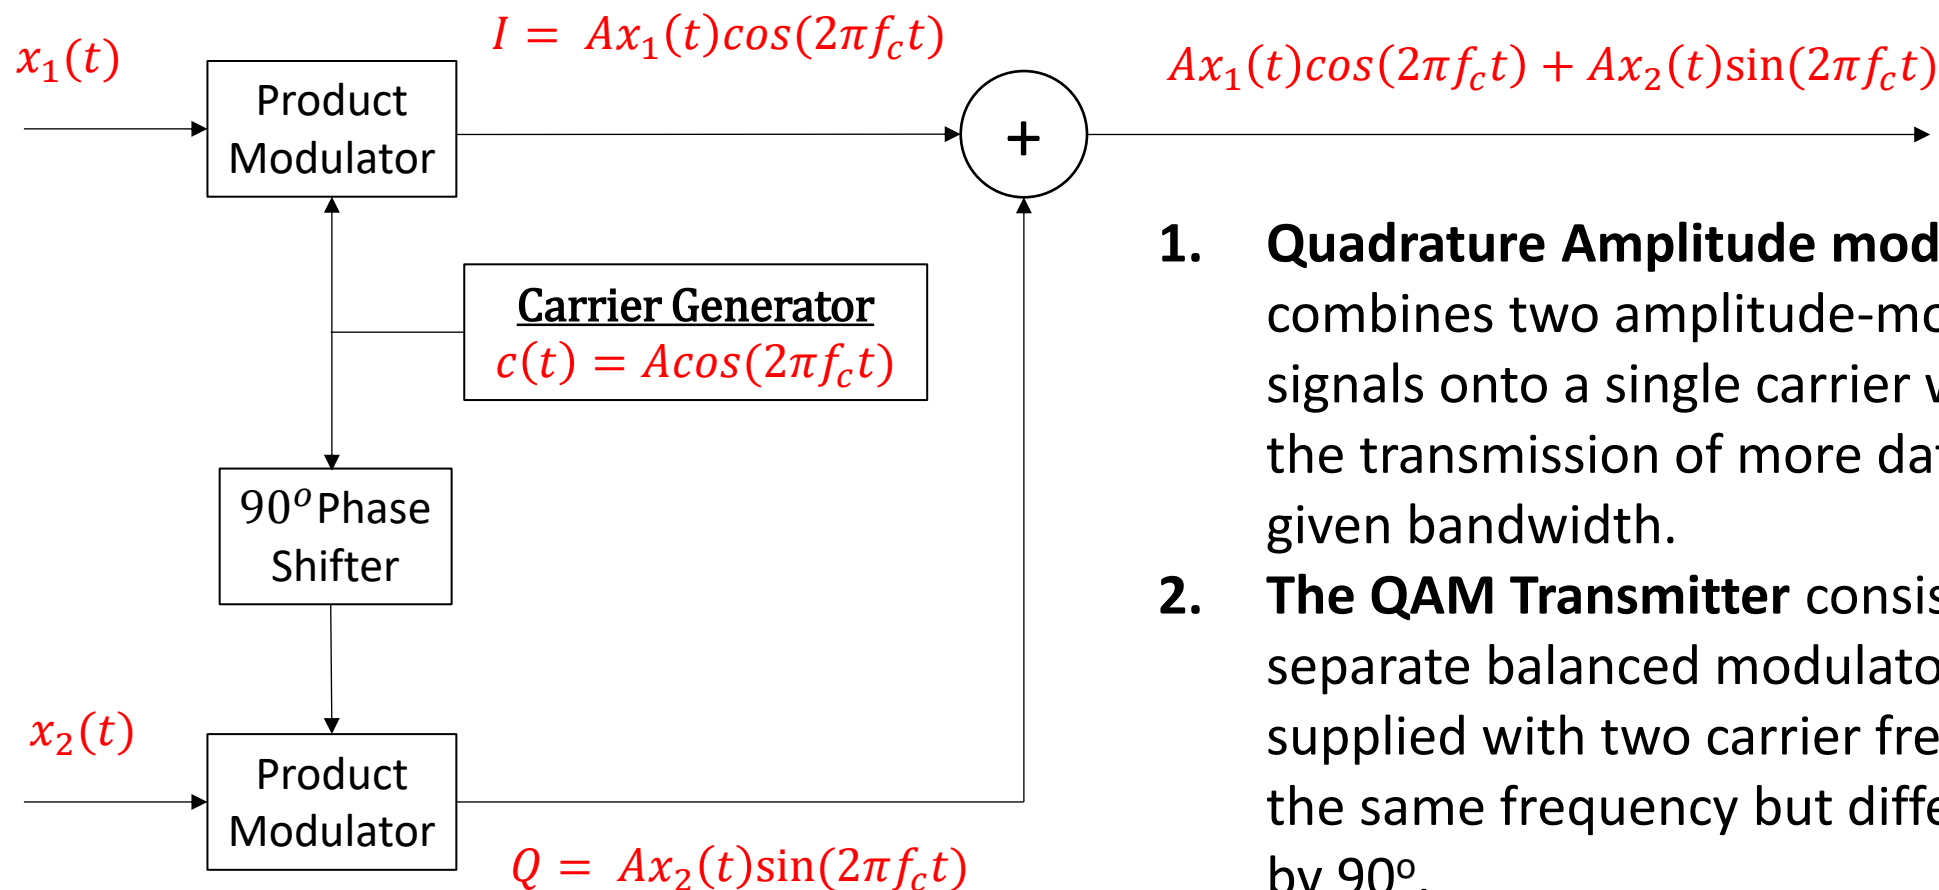 x₁(t)
I = Ax₁(t)cos(2πf_ct)
Ax₁(t)cos(2πf_ct) + Ax₂(t)sin(2πf_ct)
Product
Modulator
+
Carrier Generator
c(t) = Acos(2πf_ct)
90ᵒ Phase
Shifter
x₂(t)
Product
Modulator
Q = Ax₂(t)sin(2πf_ct)
1. Quadrature Amplitude mod
combines two amplitude-mo
signals onto a single carrier
the transmission of more dat
given bandwidth.
2. The QAM Transmitter consis
separate balanced modulato
supplied with two carrier fre
the same frequency but diffe
by 90ᵒ.